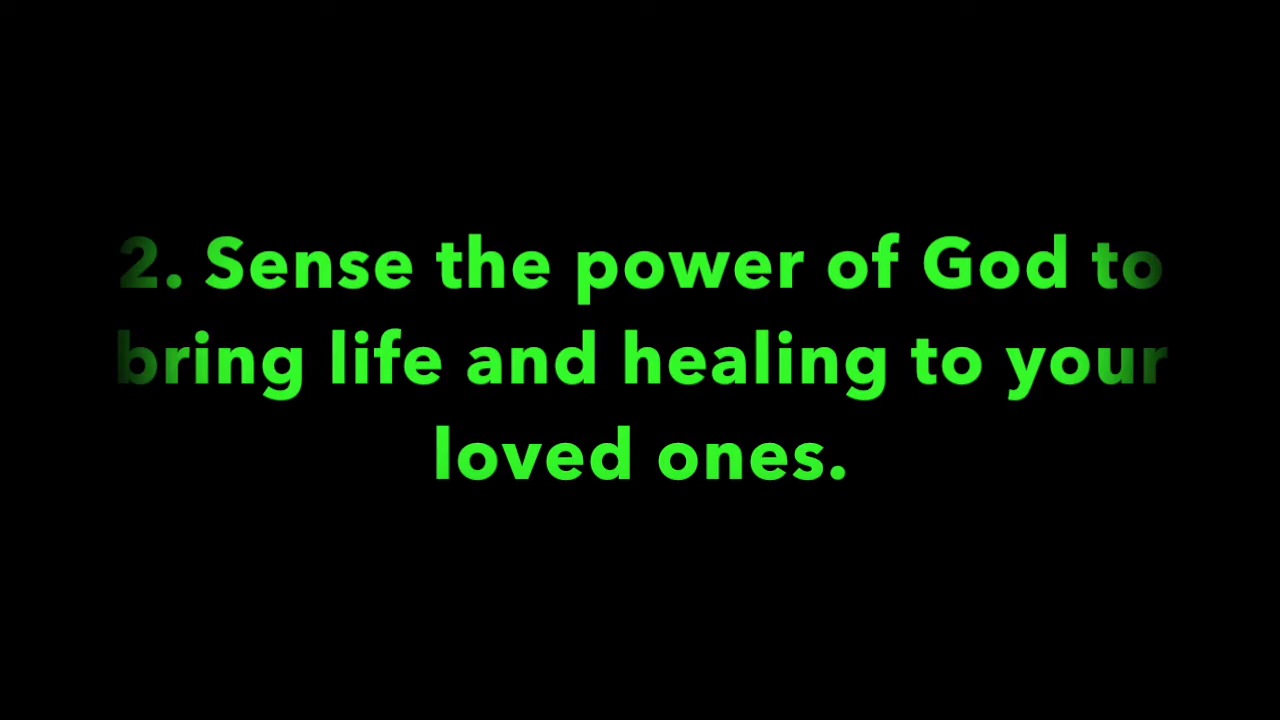 2. Sense the power of God to
bring life and healing to your
loved ones.